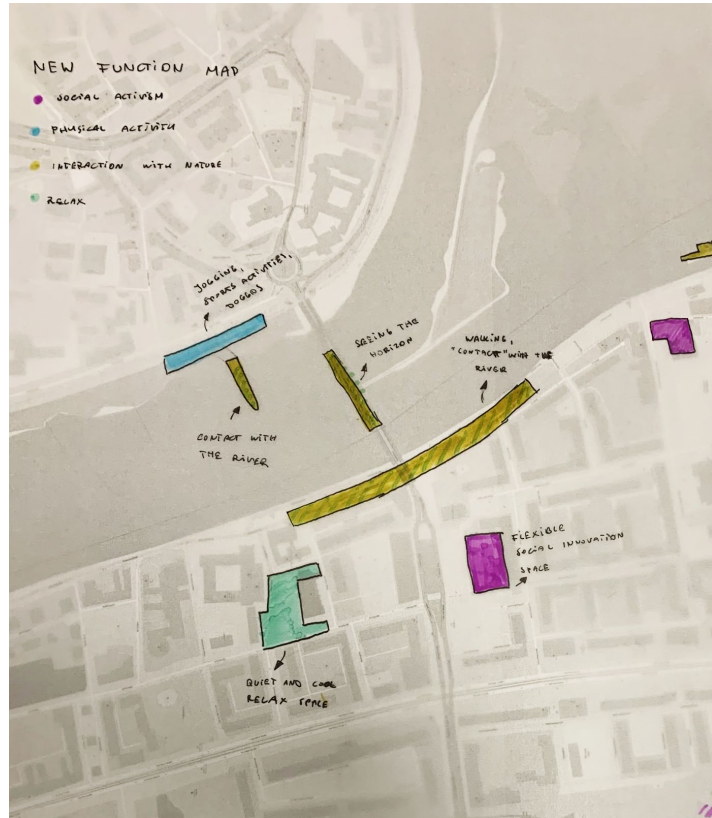 NEW FUNCTION MAP
SOCIAL ACTIVISM
PHYSICAL ACTIVITY
INTERACTION WITH NATURE
RELAX
JOGGING,
SPORTS ACTIVITIES,
DOGGOS
SEEING THE
HORIZON
WALKING,
"CONTACT" WITH THE
RIVER
CONTACT WITH
THE RIVER
FLEXIBLE
SOCIAL INNOVATION
SPACE
QUIET AND COOL
RELAX SPACE